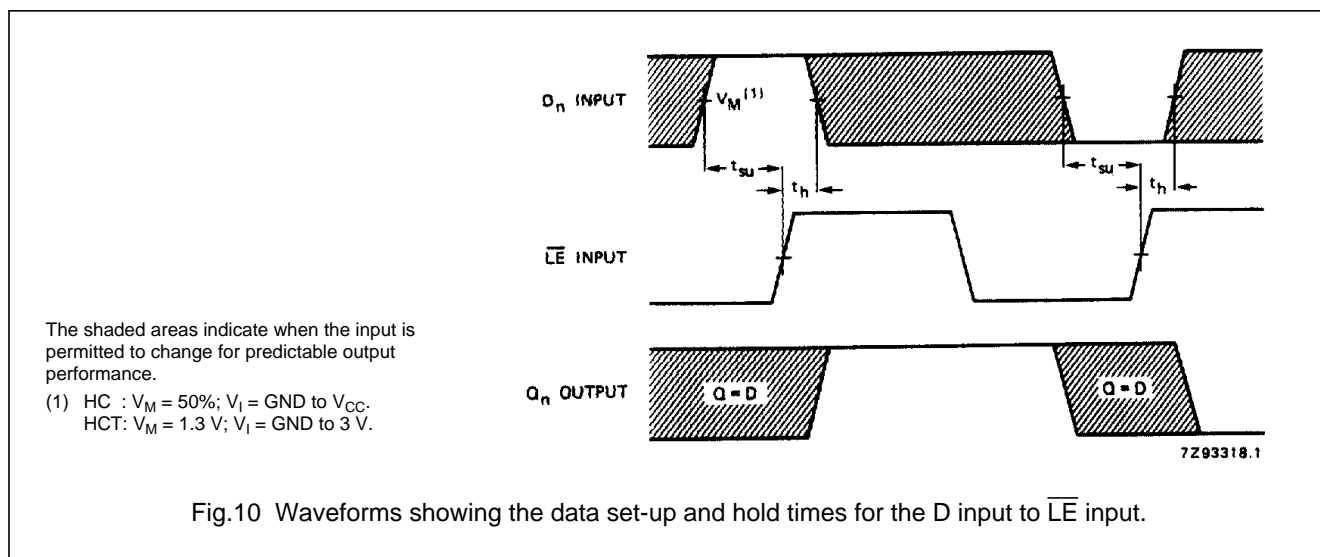 Dn INPUT
VM(1)
tsu
th
tsu
th
LE INPUT
The shaded areas indicate when the input is
permitted to change for predictable output
performance.
(1) HC : VM = 50%; VI = GND to VCC.
HCT: VM = 1.3 V; VI = GND to 3 V.
Qn OUTPUT
Q = D
Q = D
7Z93318.1
Fig.10 Waveforms showing the data set-up and hold times for the D input to LE input.